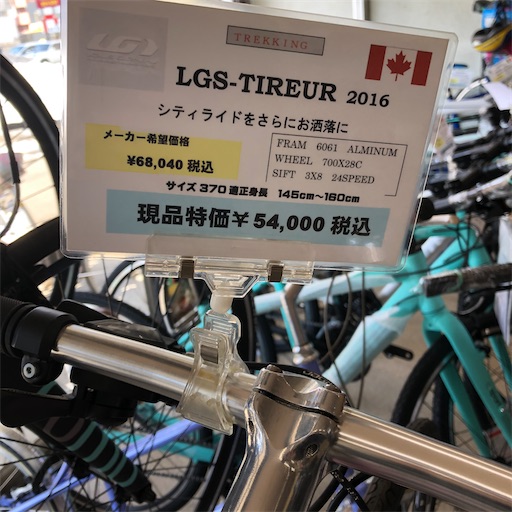 LGS
TREKKING
LGS-TIREUR 2016
シティライドをさらにお洒落に
メーカー希望価格
¥68,040 税込
FRAM 6061 ALMINUM
WHEEL 700X28C
SIFT 3X8 24SPEED
サイズ 370 適正身長 145cm～160cm
現品特価¥54,000 税込